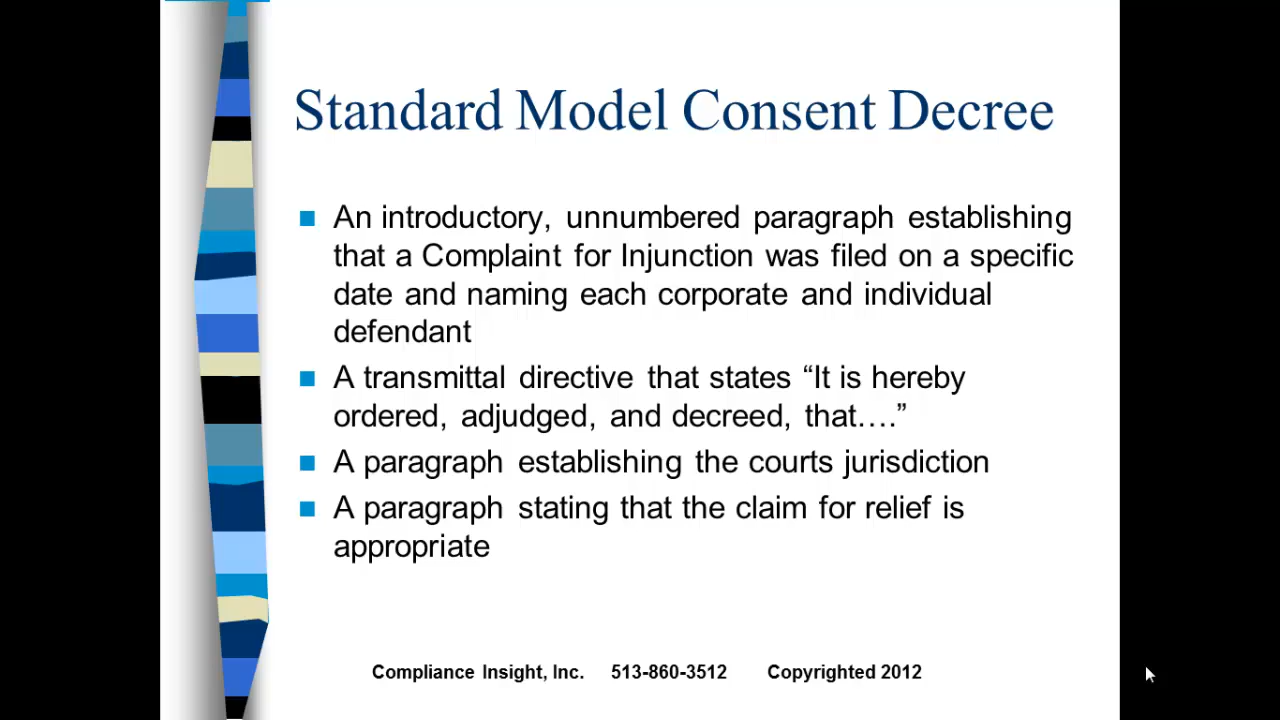 Standard Model Consent Decree
An introductory, unnumbered paragraph establishing
that a Complaint for Injunction was filed on a specific
date and naming each corporate and individual
defendant
A transmittal directive that states “It is hereby
ordered, adjudged, and decreed, that….”
A paragraph establishing the courts jurisdiction
A paragraph stating that the claim for relief is
appropriate
Compliance Insight, Inc. 513-860-3512 Copyrighted 2012